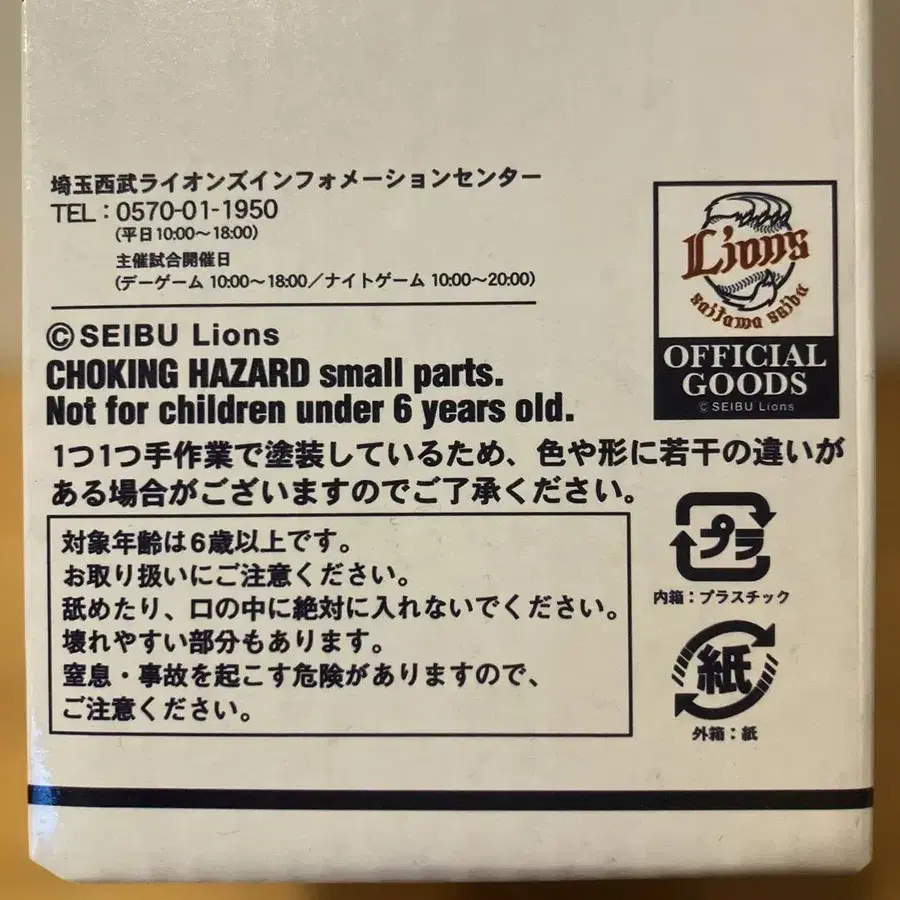 埼玉西武ライオンズインフォメーションセンター
TEL：0570-01-1950
（平日10:00～18:00）
主催試合開催日
（デーゲーム 10:00～18:00／ナイトゲーム 10:00～20:00）
©SEIBU Lions
CHOKING HAZARD small parts.
Not for children under 6 years old.
Lions
saitama seibu
OFFICIAL
GOODS
©SEIBU Lions
1つ1つ手作業で塗装しているため、色や形に若干の違いが
ある場合がございますのでご了承ください。
対象年齢は6歳以上です。
お取り扱いにご注意ください。
舐めたり、口の中に絶対に入れないでください。
壊れやすい部分もあります。
窒息・事故を起こす危険がありますので、
ご注意ください。
プラ
内箱：プラスチック
紙
外箱：紙